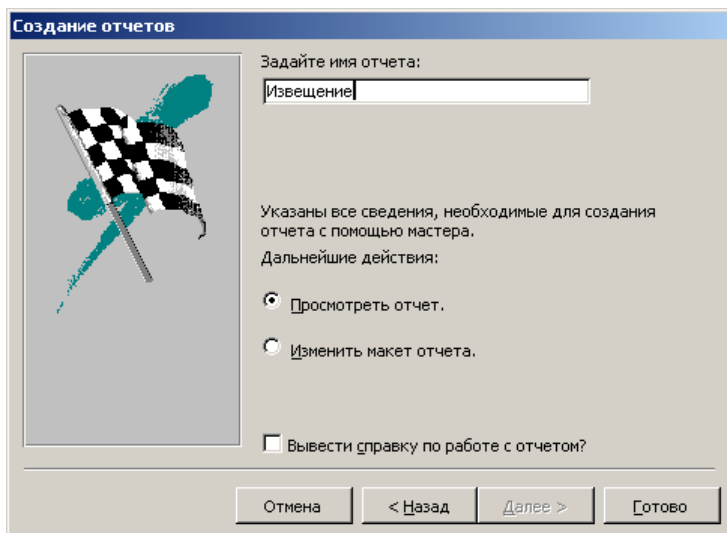 Создание отчетов
Задайте имя отчета:
Извещение
Указаны все сведения, необходимые для создания
отчета с помощью мастера.
Дальнейшие действия:
Просмотреть отчет.
Изменить макет отчета.
Вывести справку по работе с отчетом?
Отмена
< Назад
Далее >
Готово